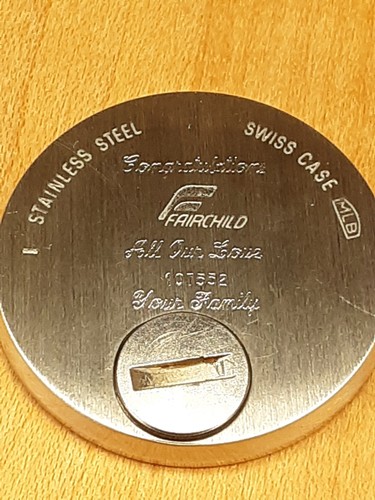 STAINLESS STEEL
SWISS CASE MLB
Congratulations
F
FAIRCHILD
All Our Love
107552
Your Family